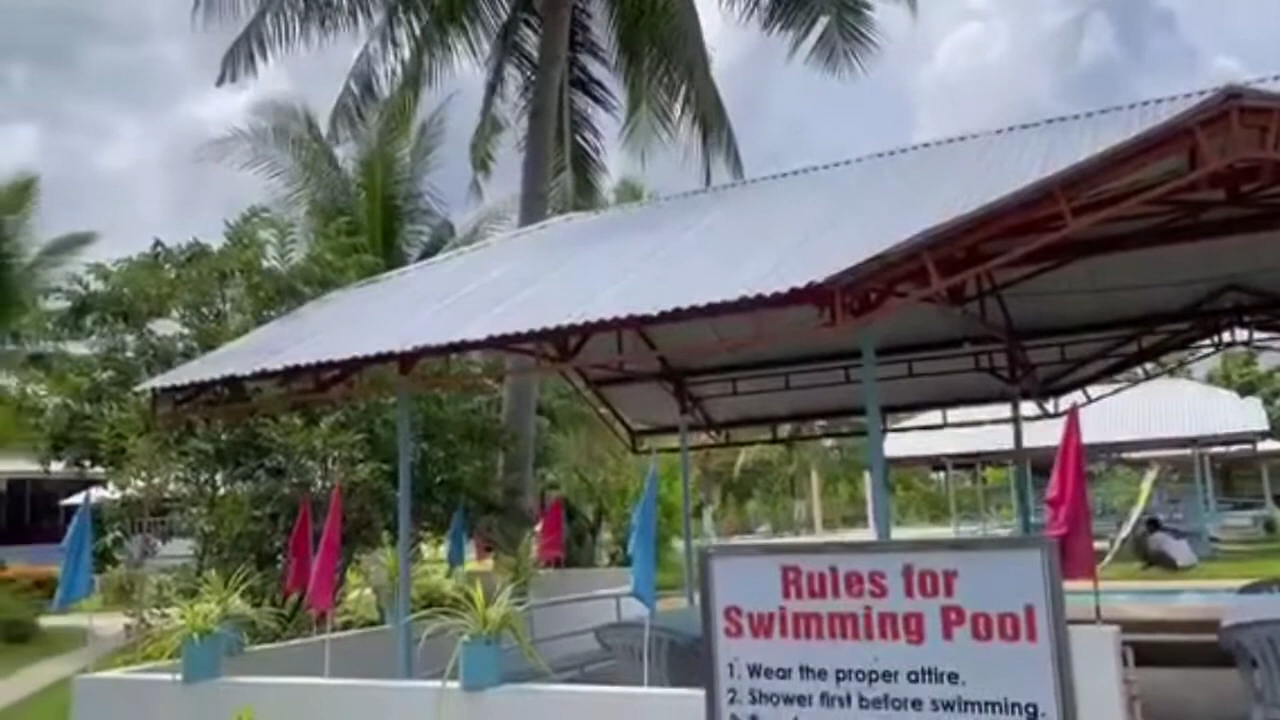 Rules for
Swimming Pool
1. Wear the proper attire.
2. Shower first before swimming.